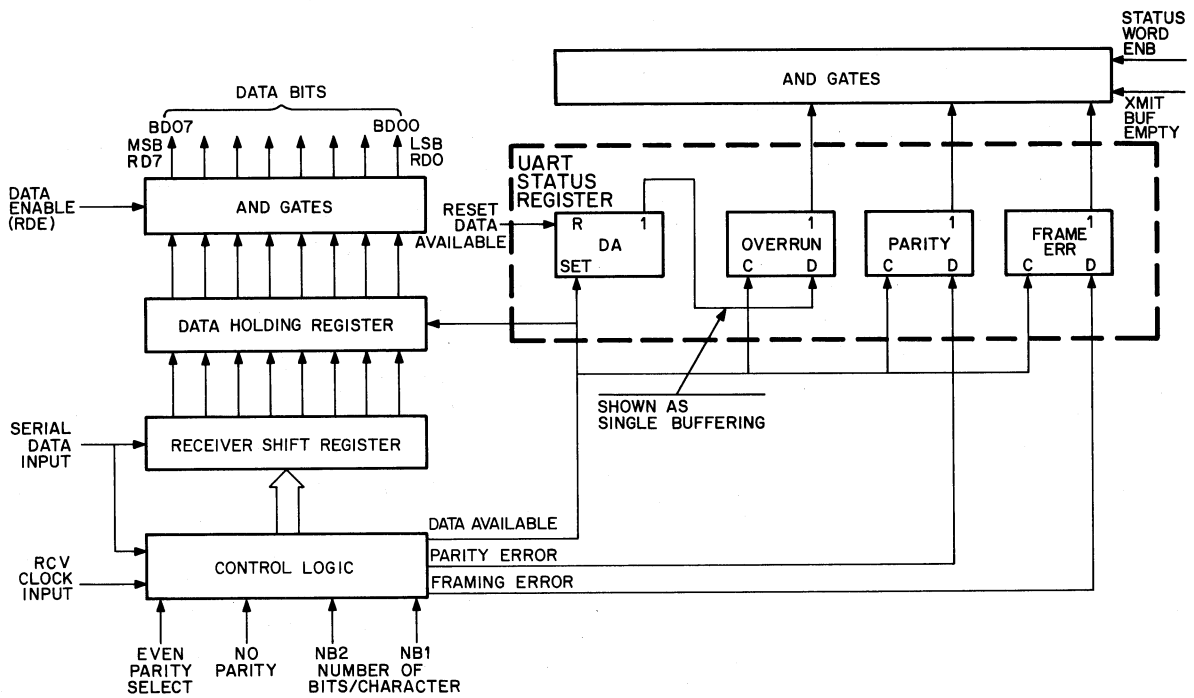 STATUS
WORD
ENB
AND GATES
XMIT
BUF
EMPTY
DATA BITS
BD07
BD00
MSB
RD7
LSB
RD0
DATA
ENABLE
(RDE)
AND GATES
UART
STATUS
REGISTER
RESET
DATA
AVAILABLE
R 1
DA
SET
1
OVERRUN
C D
1
PARITY
C D
1
FRAME
ERR
C D
DATA HOLDING REGISTER
SHOWN AS
SINGLE BUFFERING
SERIAL
DATA
INPUT
RECEIVER SHIFT REGISTER
DATA AVAILABLE
PARITY ERROR
FRAMING ERROR
RCV
CLOCK
INPUT
CONTROL LOGIC
EVEN
PARITY
SELECT
NO
PARITY
NB2 NB1
NUMBER OF
BITS/CHARACTER